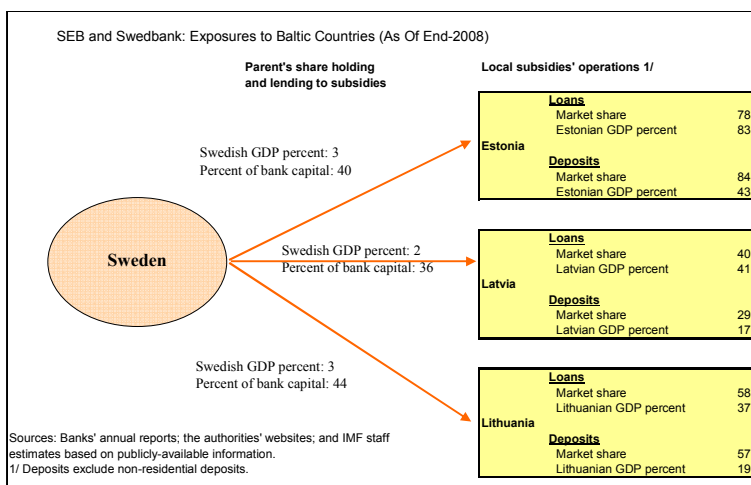 SEB and Swedbank: Exposures to Baltic Countries (As Of End-2008)
Parent's share holding
and lending to subsidies
Local subsidies' operations 1/
Swedish GDP percent: 3
Percent of bank capital: 40
Estonia
Loans
Market share 78
Estonian GDP percent 83
Deposits
Market share 84
Estonian GDP percent 43
Sweden
Swedish GDP percent: 2
Percent of bank capital: 36
Latvia
Loans
Market share 40
Latvian GDP percent 41
Deposits
Market share 29
Latvian GDP percent 17
Swedish GDP percent: 3
Percent of bank capital: 44
Lithuania
Loans
Market share 58
Lithuanian GDP percent 37
Deposits
Market share 57
Lithuanian GDP percent 19
Sources: Banks' annual reports; the authorities' websites; and IMF staff
estimates based on publicly-available information.
1/ Deposits exclude non-residential deposits.